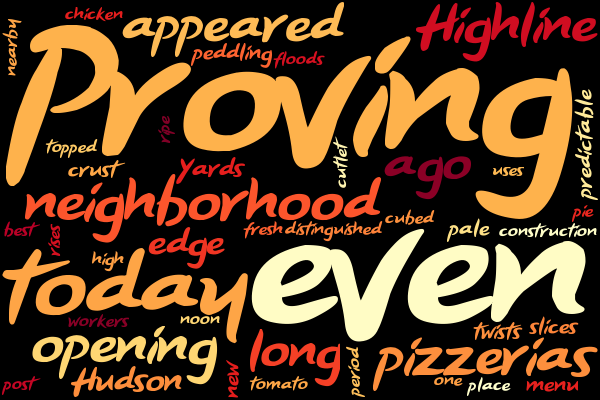 chicken
appeared
Highline
nearby
peddling
floods
Proving
topped
ripe
cutlet
predictable
crust
Yards
ago
uses
neighborhood
best
rises
fresh
distinguished
cubed
pale
construction
pie
edge
high
today
even
workers
noon
opening
long
period
twists
slices
pizzerias
post
Hudson
new
tomato
one
place
menu